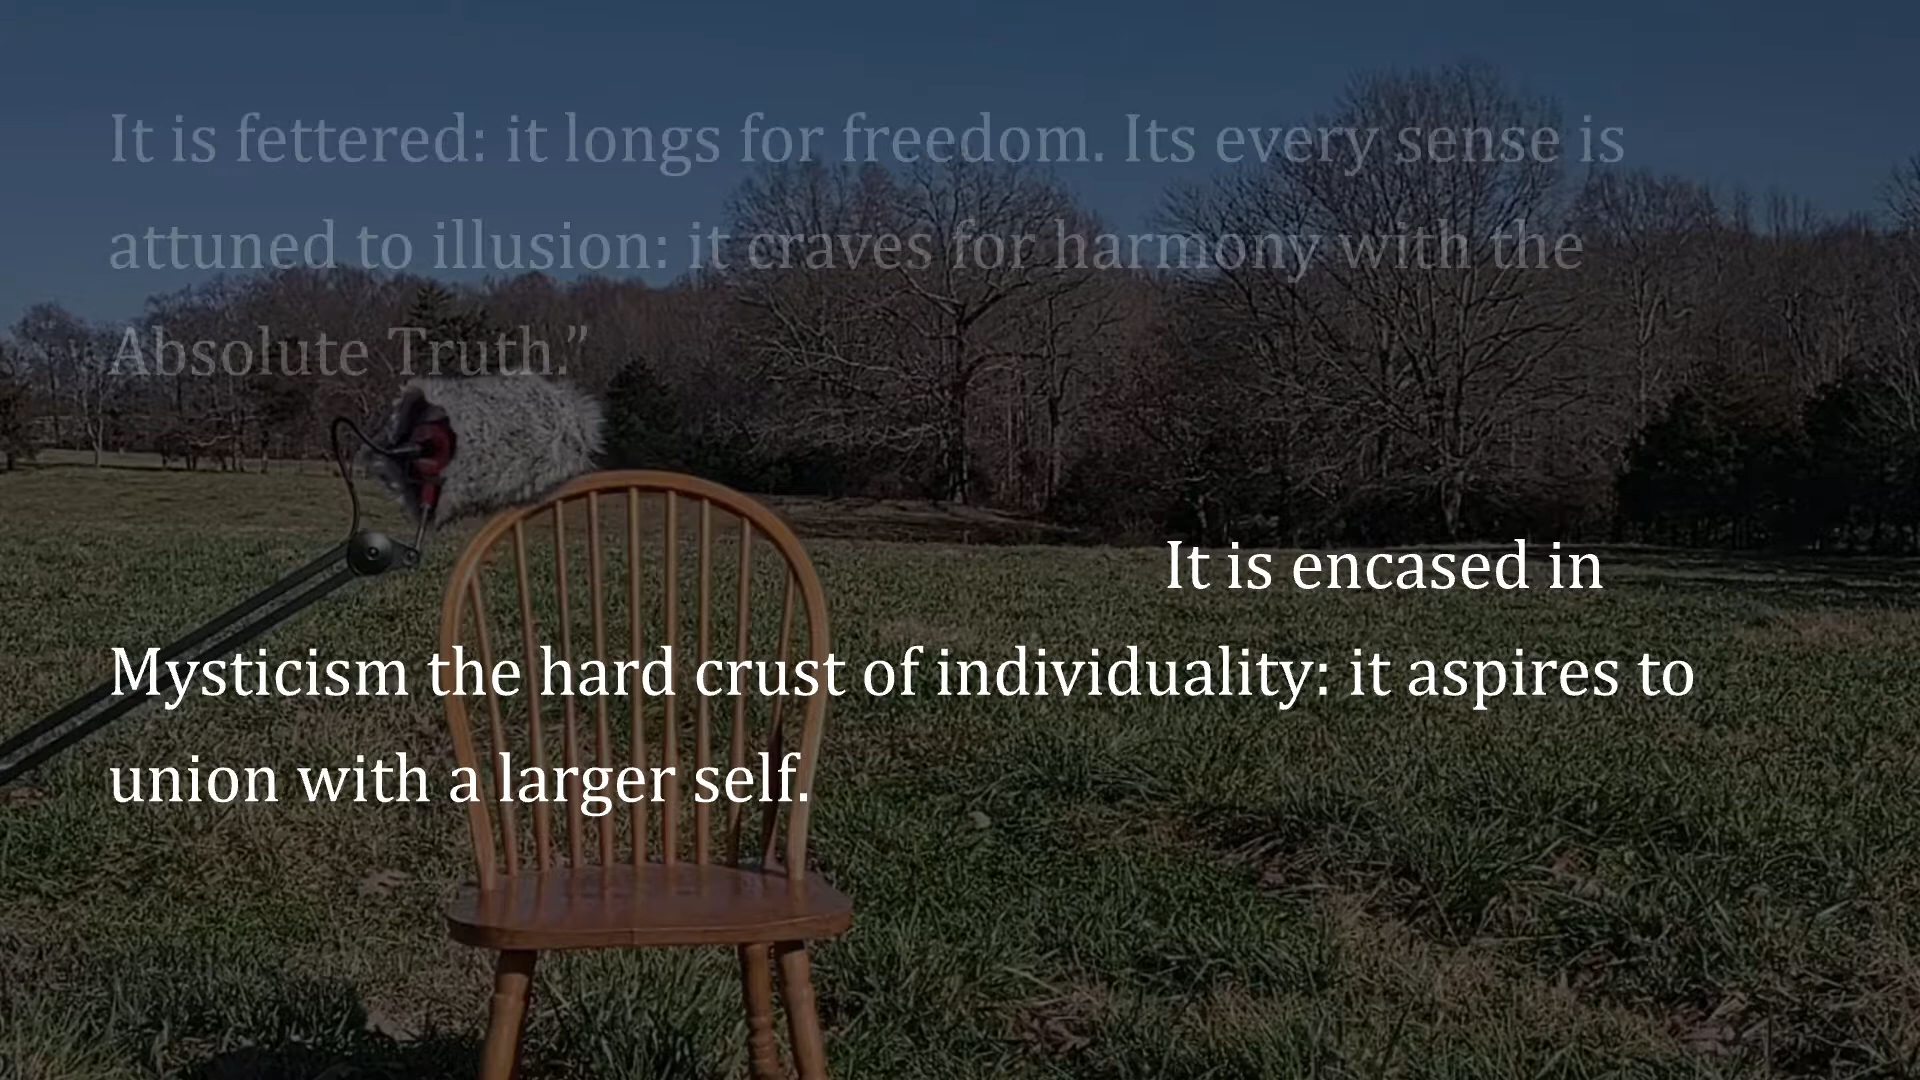 It is fettered: it longs for freedom. Its every sense is
attuned to illusion: it craves for harmony with the
Absolute Truth.”
It is encased in
Mysticism the hard crust of individuality: it aspires to
union with a larger self.